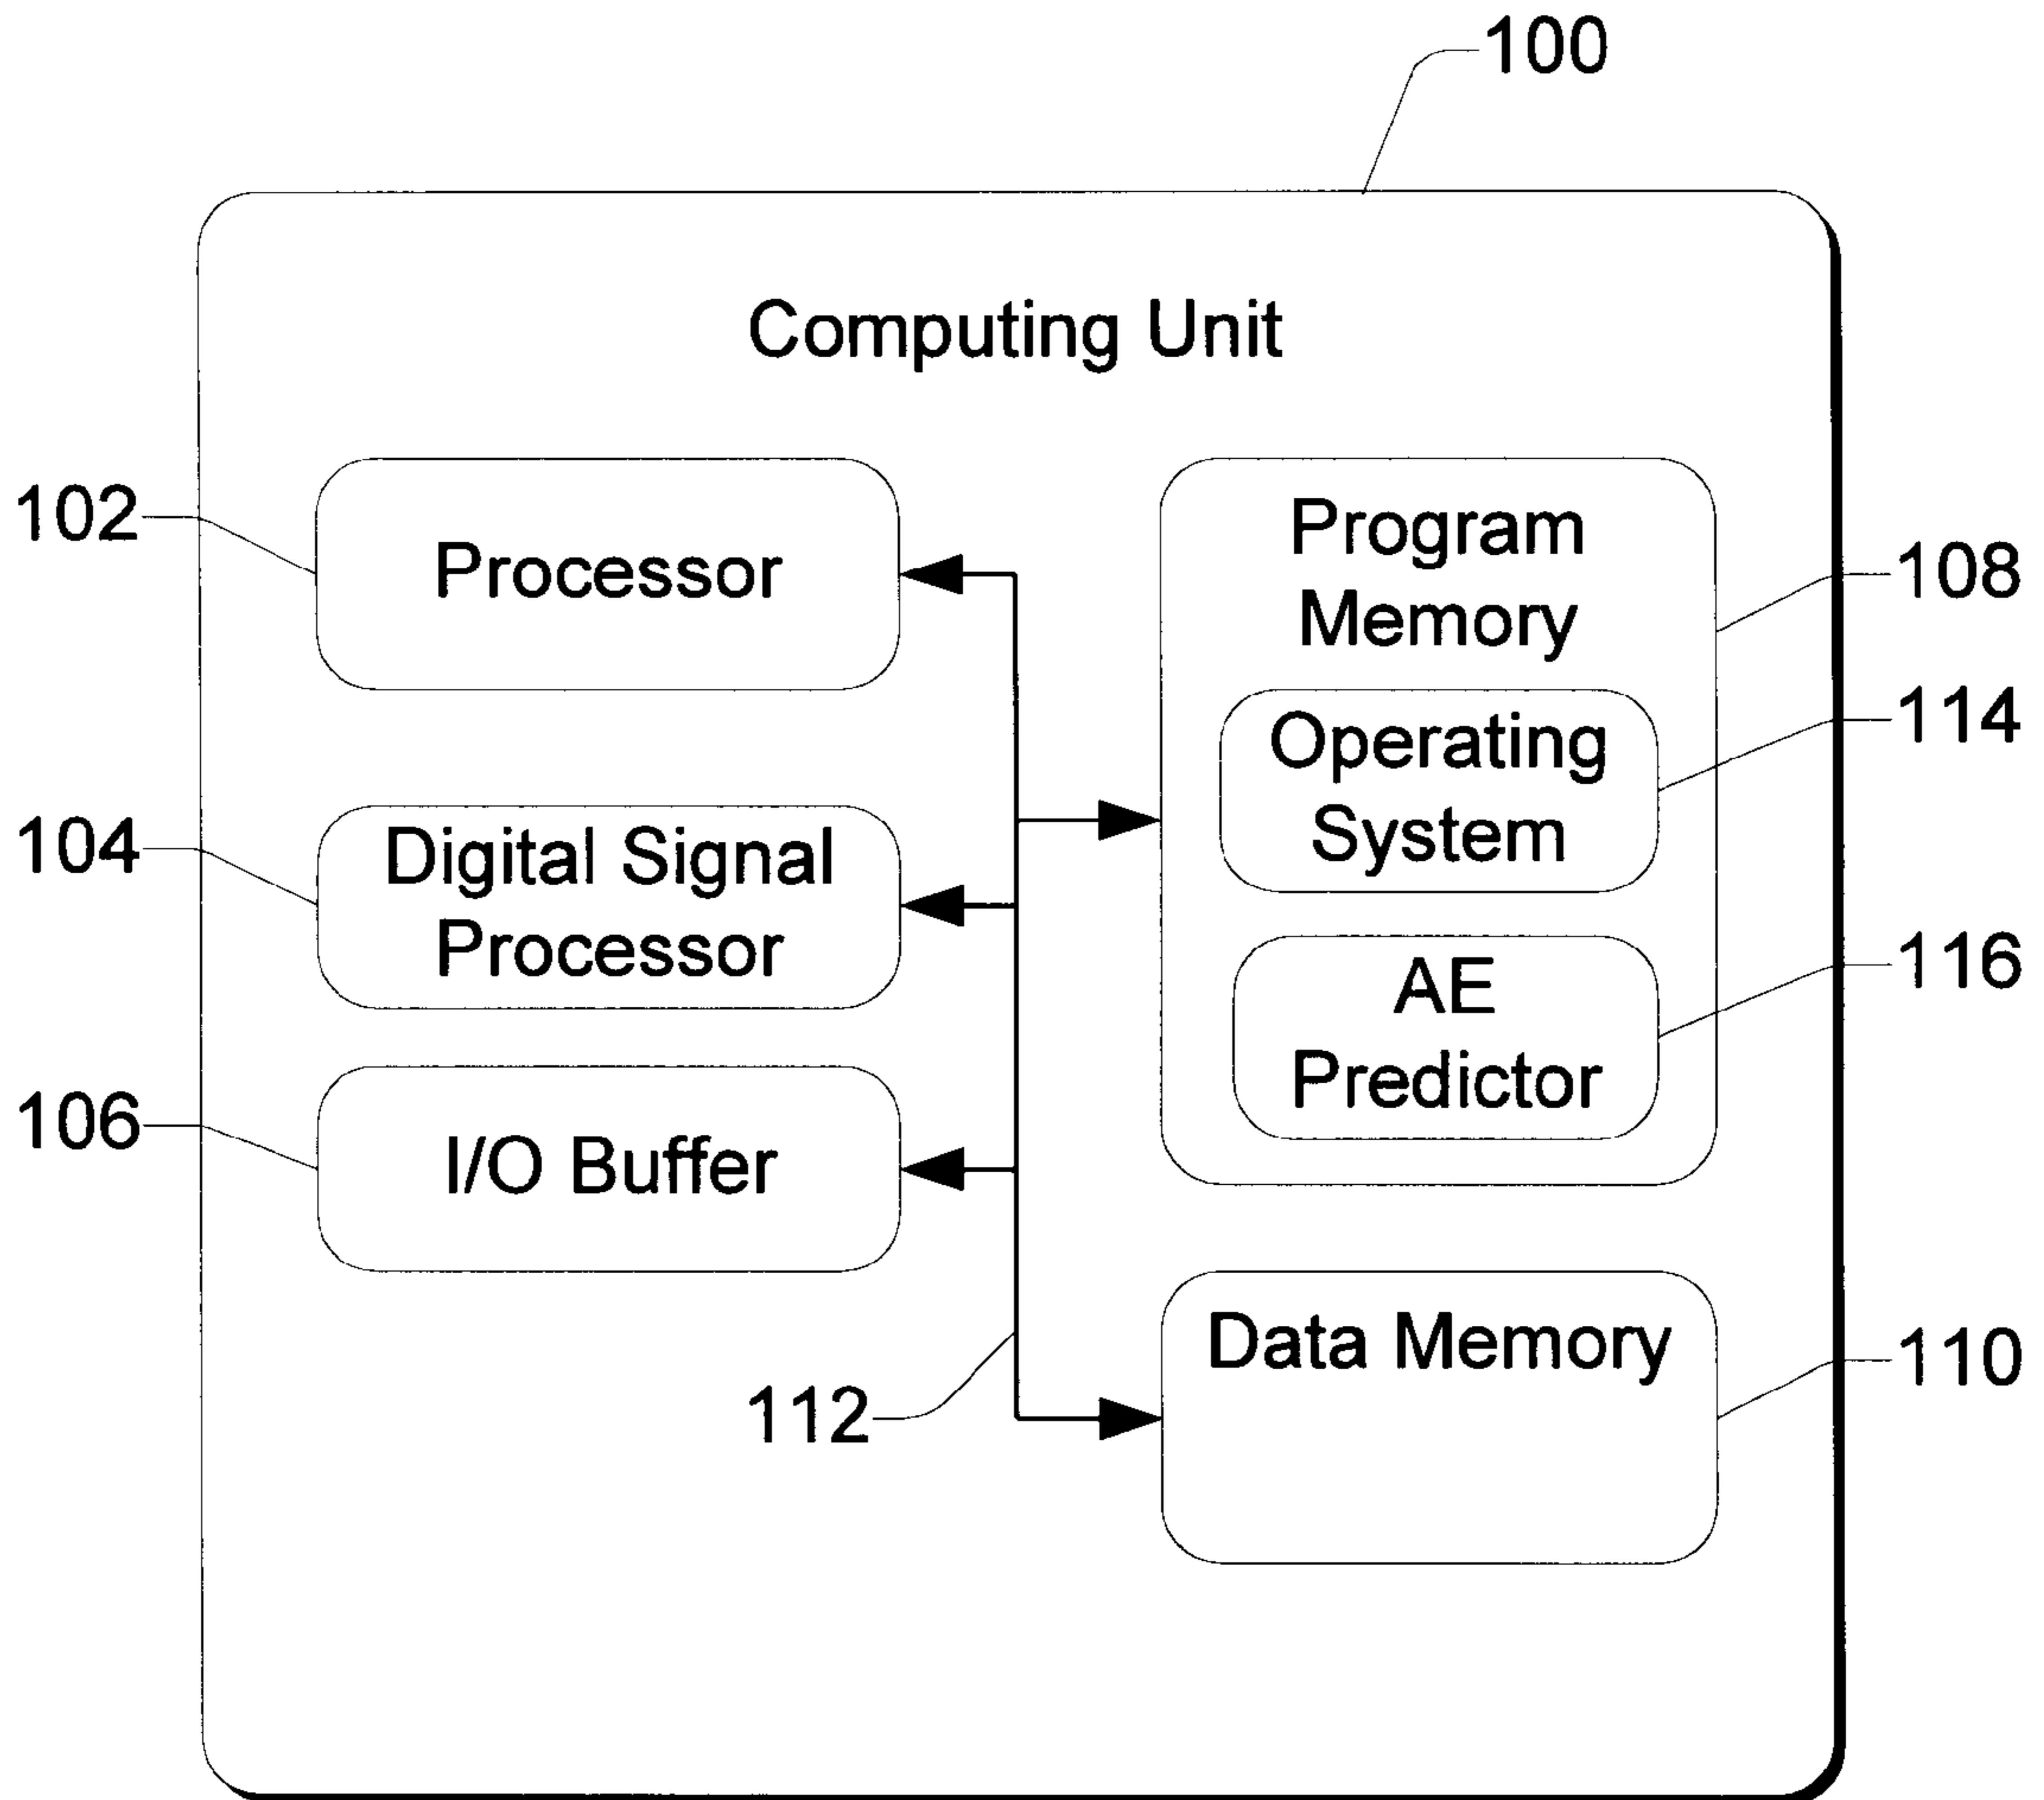 100
Computing Unit
102
Processor
Program
Memory
108
Operating
System
114
104
Digital Signal
Processor
AE
Predictor
116
106
I/O Buffer
Data Memory
110
112